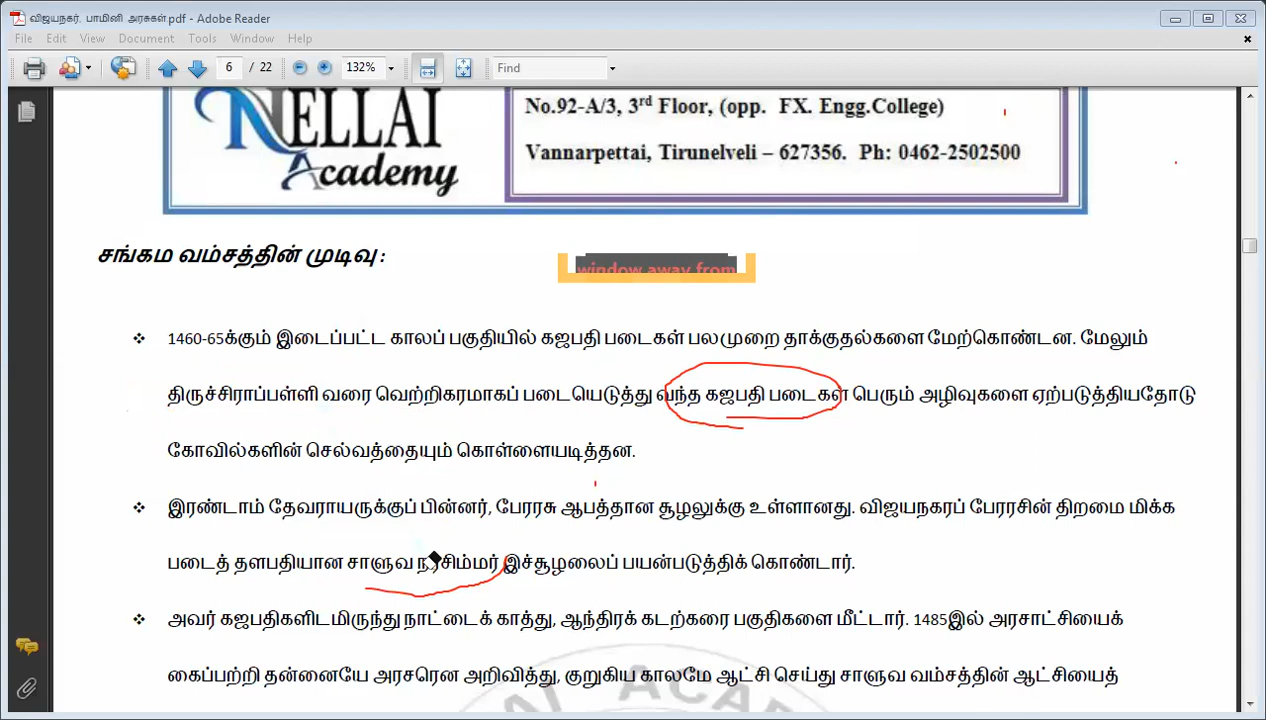 விஜயநகர், பாமினி அரசுகள்.pdf - Adobe Reader
File Edit View Document Tools Window Help
6 / 22 132% Find
NELLAI
Academy
No.92-A/3, 3rd Floor, (opp. FX. Engg.College)
Vannarpettai, Tirunelveli – 627356. Ph: 0462-2502500
சங்கம வம்சத்தின் முடிவு :
window away from
❖ 1460-65க்கும் இடைப்பட்ட காலப் பகுதியில் கஜபதி படைகள் பலமுறை தாக்குதல்களை மேற்கொண்டன. மேலும்
திருச்சிராப்பள்ளி வரை வெற்றிகரமாகப் படையெடுத்து வந்த கஜபதி படைகள் பெரும் அழிவுகளை ஏற்படுத்தியதோடு
கோவில்களின் செல்வத்தையும் கொள்ளையடித்தன.
❖ இரண்டாம் தேவராயருக்குப் பின்னர், பேரரசு ஆபத்தான சூழலுக்கு உள்ளானது. விஜயநகரப் பேரரசின் திறமை மிக்க
படைத் தளபதியான சாளுவ நரசிம்மர் இச்சூழலைப் பயன்படுத்திக் கொண்டார்.
❖ அவர் கஜபதிகளிடமிருந்து நாட்டைக் காத்து, ஆந்திரக் கடற்கரை பகுதிகளை மீட்டார். 1485இல் அரசாட்சியைக்
கைப்பற்றி தன்னையே அரசரென அறிவித்து, குறுகிய காலமே ஆட்சி செய்து சாளுவ வம்சத்தின் ஆட்சியைத்